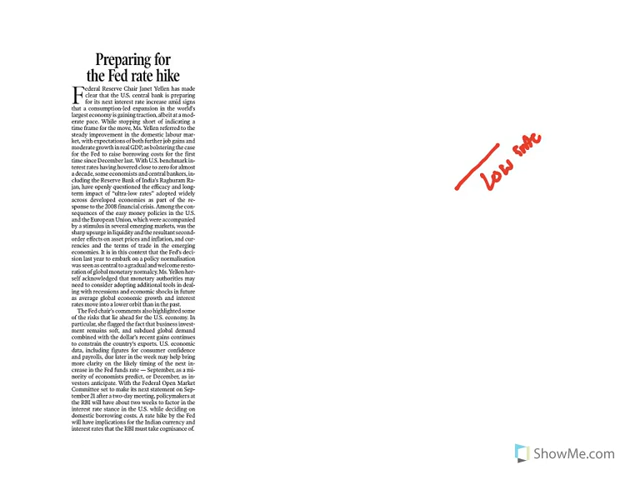 Preparing for
the Fed rate hike
Federal Reserve Chair Janet Yellen has made
clear that the U.S. central bank is preparing
for its next interest rate increase amid signs
that a consumption-led expansion in the world's
largest economy is gaining traction, albeit at a mod-
erate pace. While stopping short of indicating a
time frame for the move, Ms. Yellen referred to the
steady improvement in the domestic labour mar-
ket, with expectations of both further job gains and
moderate growth in real GDP, as bolstering the case
for the Fed to raise borrowing costs for the first
time since December last. With U.S. benchmark in-
terest rates having hovered close to zero for almost
a decade, some economists and central bankers, in-
cluding the Reserve Bank of India's Raghuram Ra-
jan, have openly questioned the efficacy and long-
term impact of "ultra-low rates" adopted widely
across developed economies as part of the re-
sponse to the 2008 financial crisis. Among the con-
sequences of the easy money policies in the U.S.
and the European Union, which were accompanied
by a stimulus in several emerging markets, was the
sharp upsurge in liquidity and the resultant second-
order effects on asset prices and inflation, and cur-
rencies and the terms of trade in the emerging
economies. It is in this context that the Fed's deci-
sion last year to embark on a policy normalisation
was seen as central to a gradual and welcome resto-
ration of global monetary normalcy. Ms. Yellen her-
self acknowledged that monetary authorities may
need to consider adopting additional tools in deal-
ing with recessions and economic shocks in future
as average global economic growth and interest
rates move into a lower orbit than in the past.
The Fed chair's comments also highlighted some
of the risks that lie ahead for the U.S. economy. In
particular, she flagged the fact that business invest-
ment remains soft, and subdued global demand
combined with the dollar's recent gains continues
to constrain the country's exports. U.S. economic
data, including figures for consumer confidence
and payrolls, due later in the week may help bring
more clarity on the likely timing of the next in-
crease in the Fed funds rate — September, as a mi-
nority of economists predict, or December, as in-
vestors anticipate. With the Federal Open Market
Committee set to make its next statement on Sep-
tember 21 after a two-day meeting, policymakers at
the RBI will have about two weeks to factor in the
interest rate stance in the U.S. while deciding on
domestic borrowing costs. A rate hike by the Fed
will have implications for the Indian currency and
interest rates that the RBI must take cognisance of.
Low
ShowMe.com